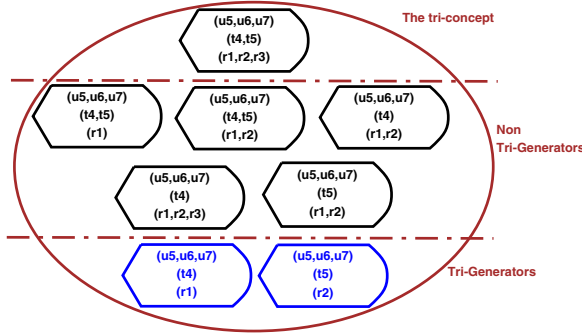 The tri-concept
(u5,u6,u7)
(t4,t5)
(r1,r2,r3)
(u5,u6,u7)
(t4,t5)
(r1)
(u5,u6,u7)
(t4,t5)
(r1,r2)
(u5,u6,u7)
(t4)
(r1,r2)
Non
Tri-Generators
(u5,u6,u7)
(t4)
(r1,r2,r3)
(u5,u6,u7)
(t5)
(r1,r2)
(u5,u6,u7)
(t4)
(r1)
(u5,u6,u7)
(t5)
(r2)
Tri-Generators